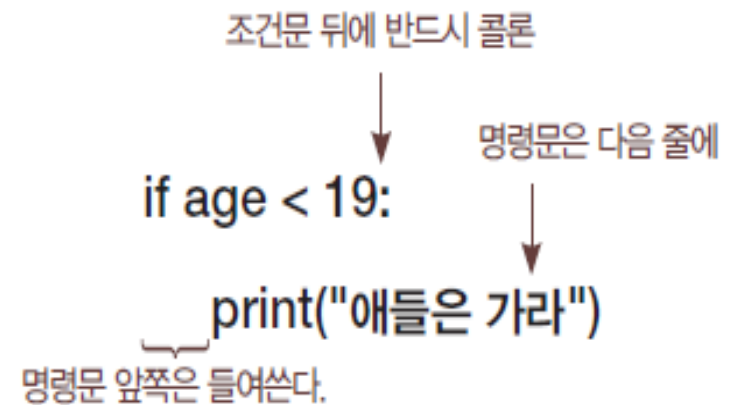 조건문 뒤에 반드시 콜론
명령문은 다음 줄에
if age < 19:
print("애들은 가라")
명령문 앞쪽은 들여쓴다.